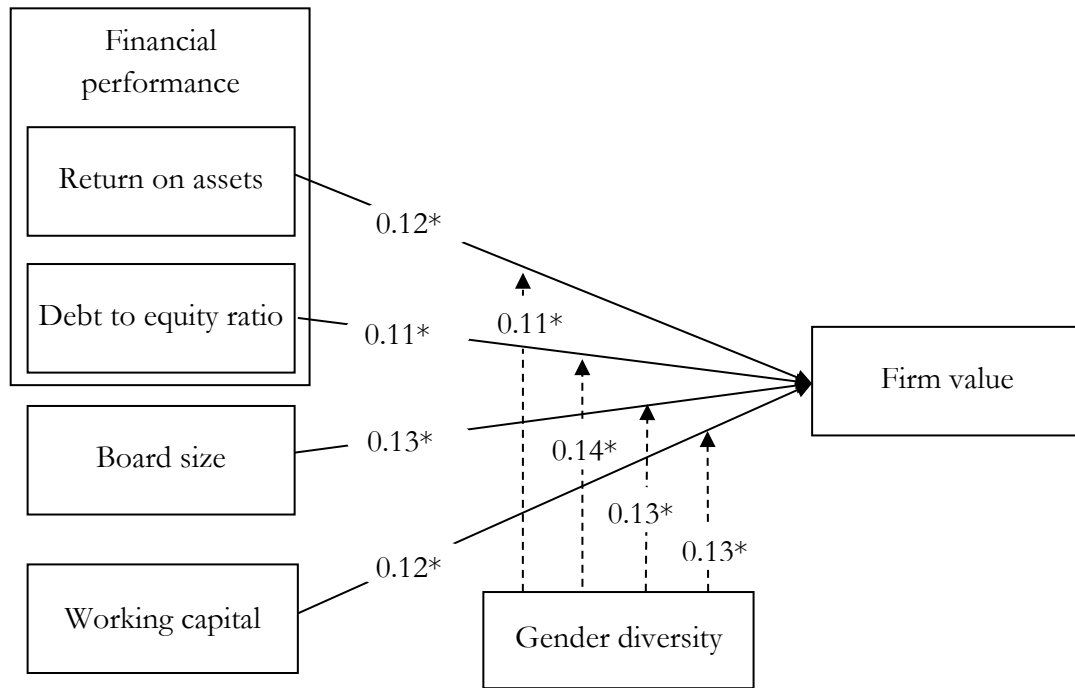 Financial
performance
Return on assets
0.12*
Debt to equity ratio
0.11*
0.11*
Firm value
Board size
0.13*
0.14*
0.13*
0.13*
0.12*
Working capital
Gender diversity